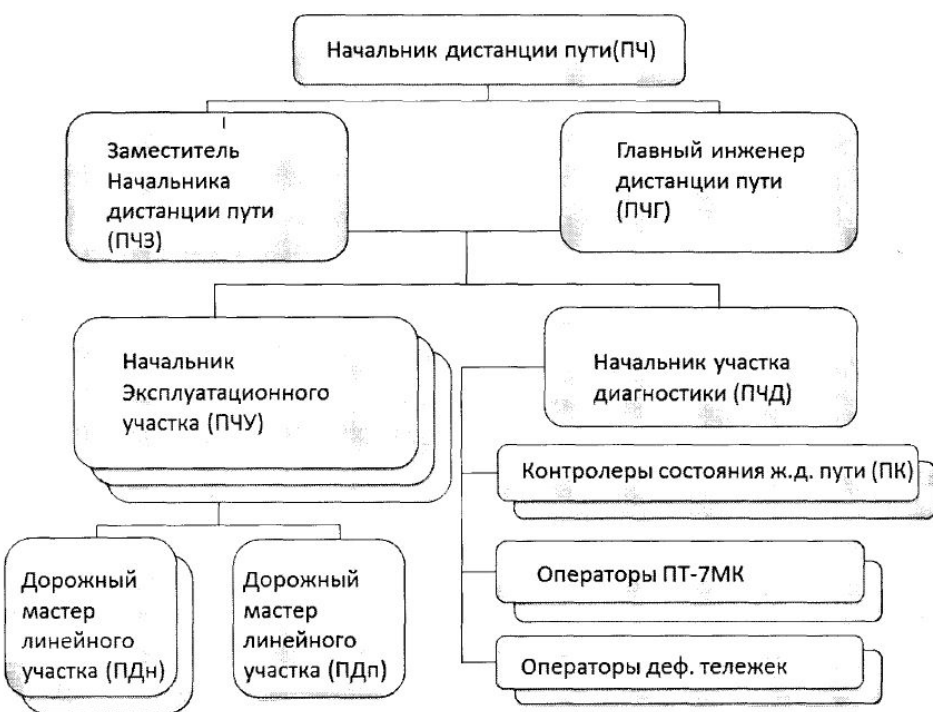 Начальник дистанции пути(ПЧ)
Заместитель
Начальника
дистанции пути
(ПЧЗ)
Главный инженер
дистанции пути
(ПЧГ)
Начальник
Эксплуатационного
участка (ПЧУ)
Начальник участка
диагностики (ПЧД)
Контролеры состояния ж.д. пути (ПК)
Операторы ПТ-7МК
Операторы деф. тележек
Дорожный
мастер
линейного
участка (ПДн)
Дорожный
мастер
линейного
участка (ПДп)